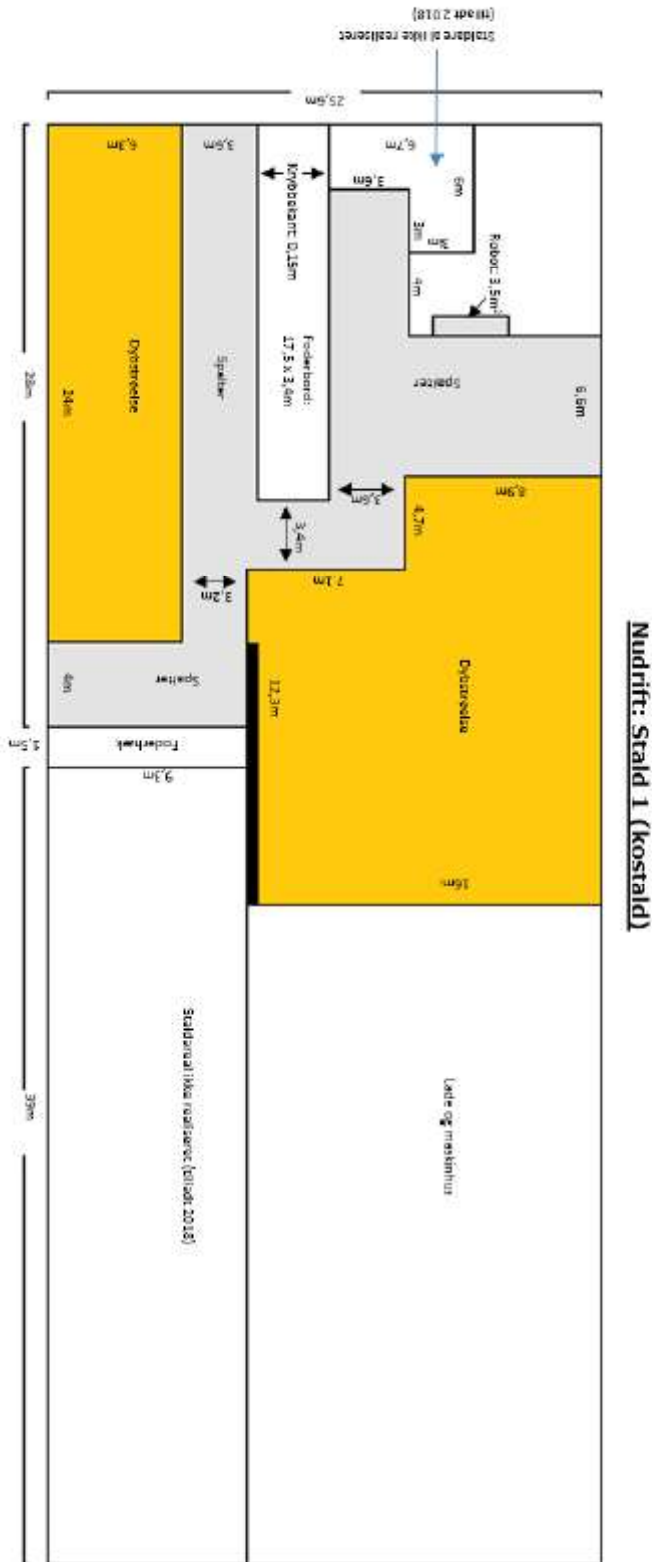 Nudrift: Stald 1 (kostald)
Staldareal ikke realiseret
(tilladt 2018)
25,6m
6,3m
3,6m
6,7m
Krybbekant: 0,15m
3,6m
6m
3m
3m
Robot: 3,5m²
4m
Foderbord:
17,5 x 3,4m
Dybstrøelse
Spalter
Spalter
6,6m
28m
24m
3,6m
8,9m
4,7m
3,4m
7,1m
3,2m
Dybstrøelse
4m
Spalter
12,3m
1,5m
Foderhæk
9,3m
16m
Staldareal ikke realiseret (tilladt 2018)
Lade og maskinhus
39m